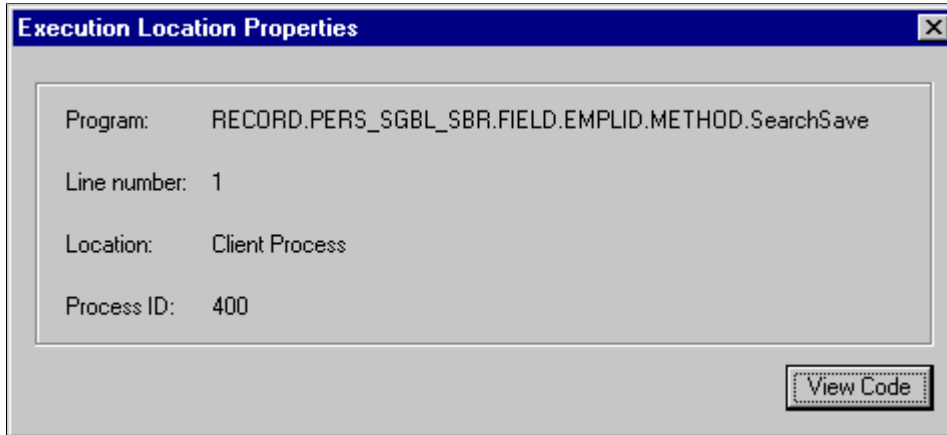 Execution Location Properties
Program: RECORD.PERS_SGBL_SBR.FIELD.EMPLID.METHOD.SearchSave
Line number: 1
Location: Client Process
Process ID: 400
View Code